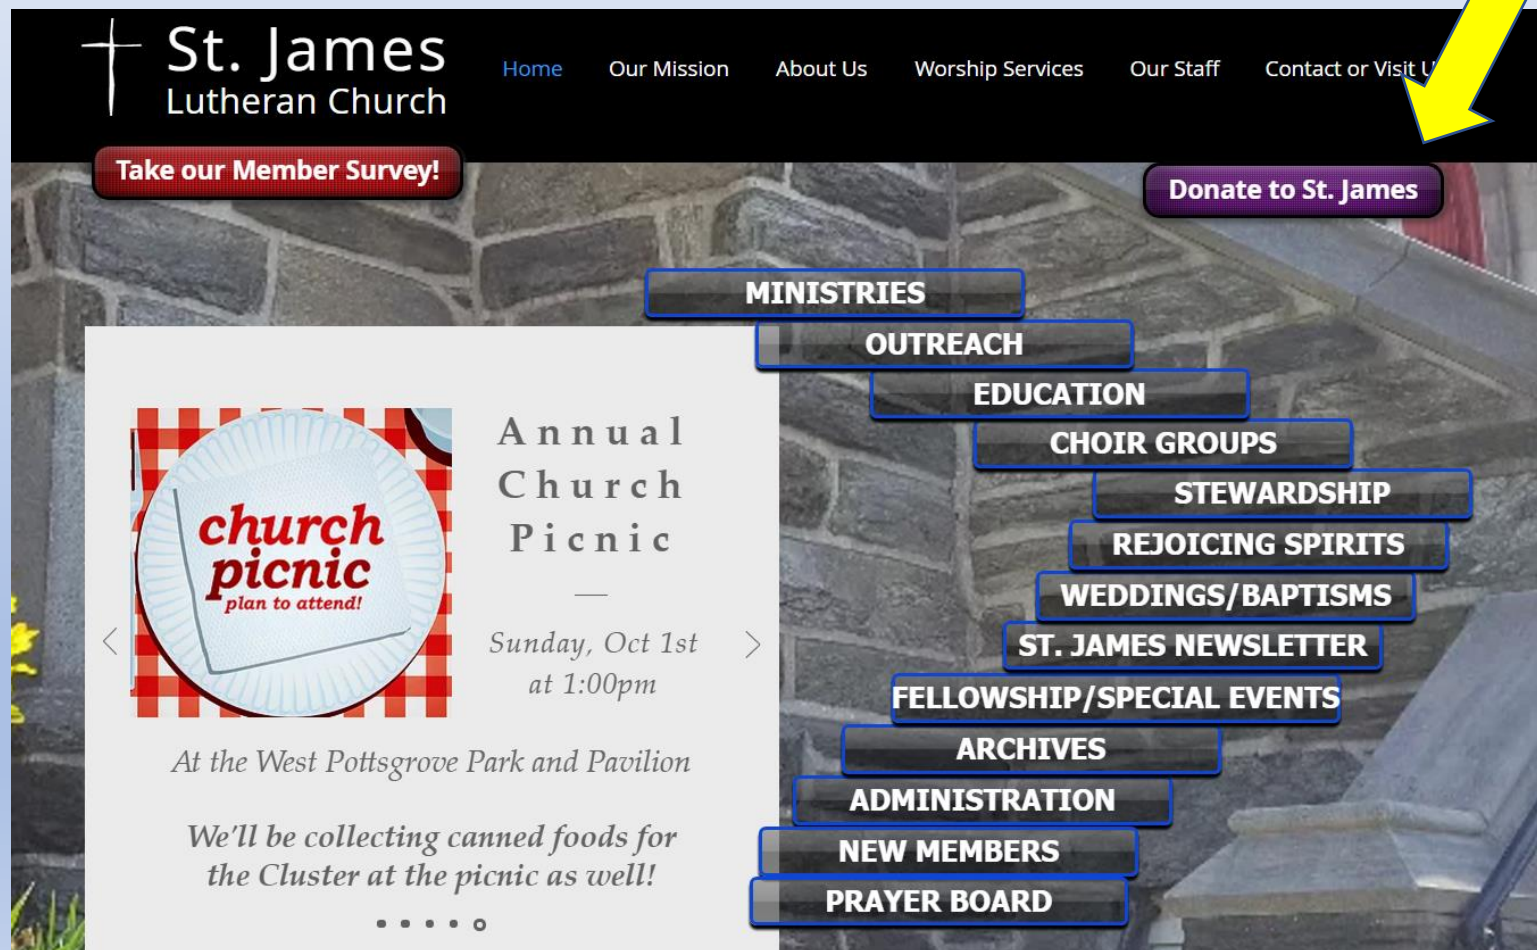 St. James
Lutheran Church
Home Our Mission About Us Worship Services Our Staff Contact or Visit U
Take our Member Survey!
Donate to St. James
MINISTRIES
OUTREACH
EDUCATION
CHOIR GROUPS
STEWARDSHIP
REJOICING SPIRITS
WEDDINGS/BAPTISMS
ST. JAMES NEWSLETTER
FELLOWSHIP/SPECIAL EVENTS
ARCHIVES
ADMINISTRATION
NEW MEMBERS
PRAYER BOARD
church
picnic
plan to attend!
Annual
Church
Picnic
Sunday, Oct 1st
at 1:00pm
At the West Pottsgrove Park and Pavilion
We'll be collecting canned foods for
the Cluster at the picnic as well!